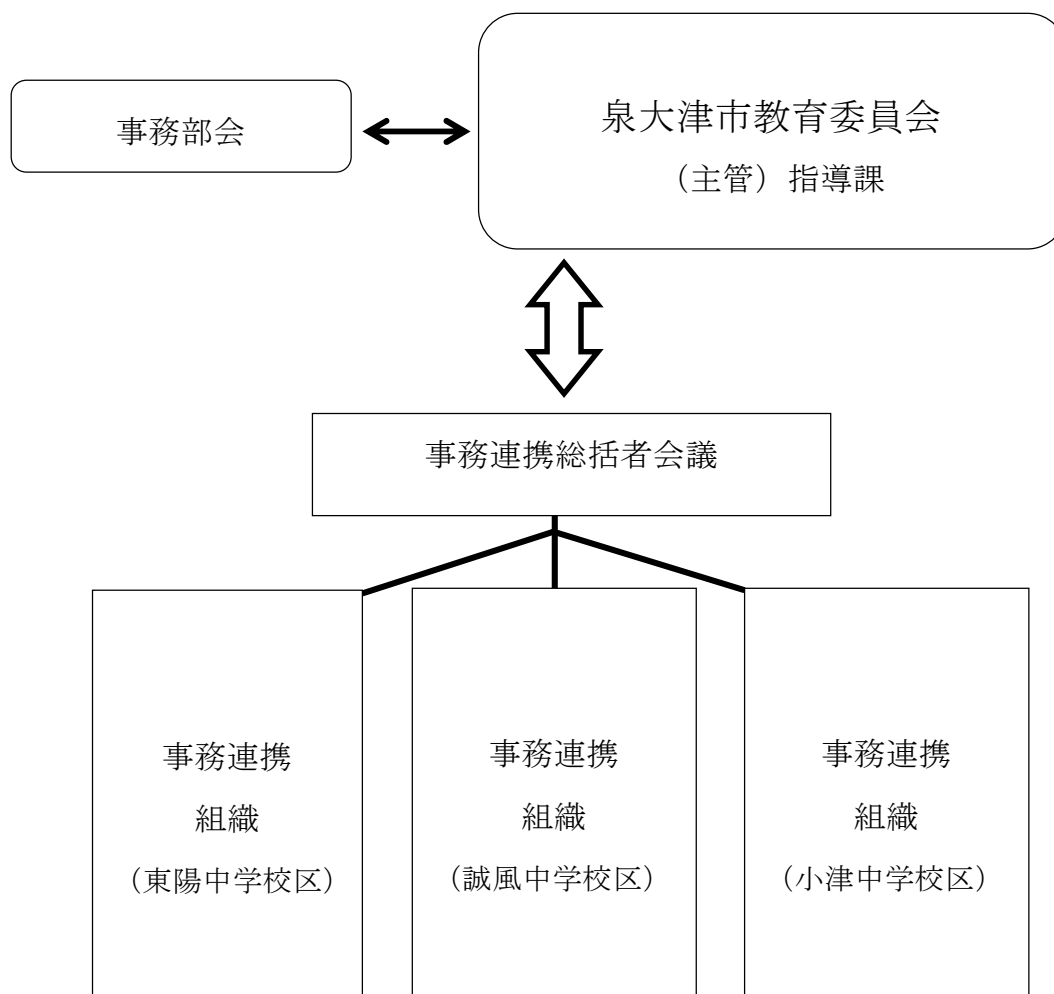 事務部会
泉大津市教育委員会
（主管）指導課
事務連携総括者会議
事務連携
組織
（東陽中学校区）
事務連携
組織
（誠風中学校区）
事務連携
組織
（小津中学校区）